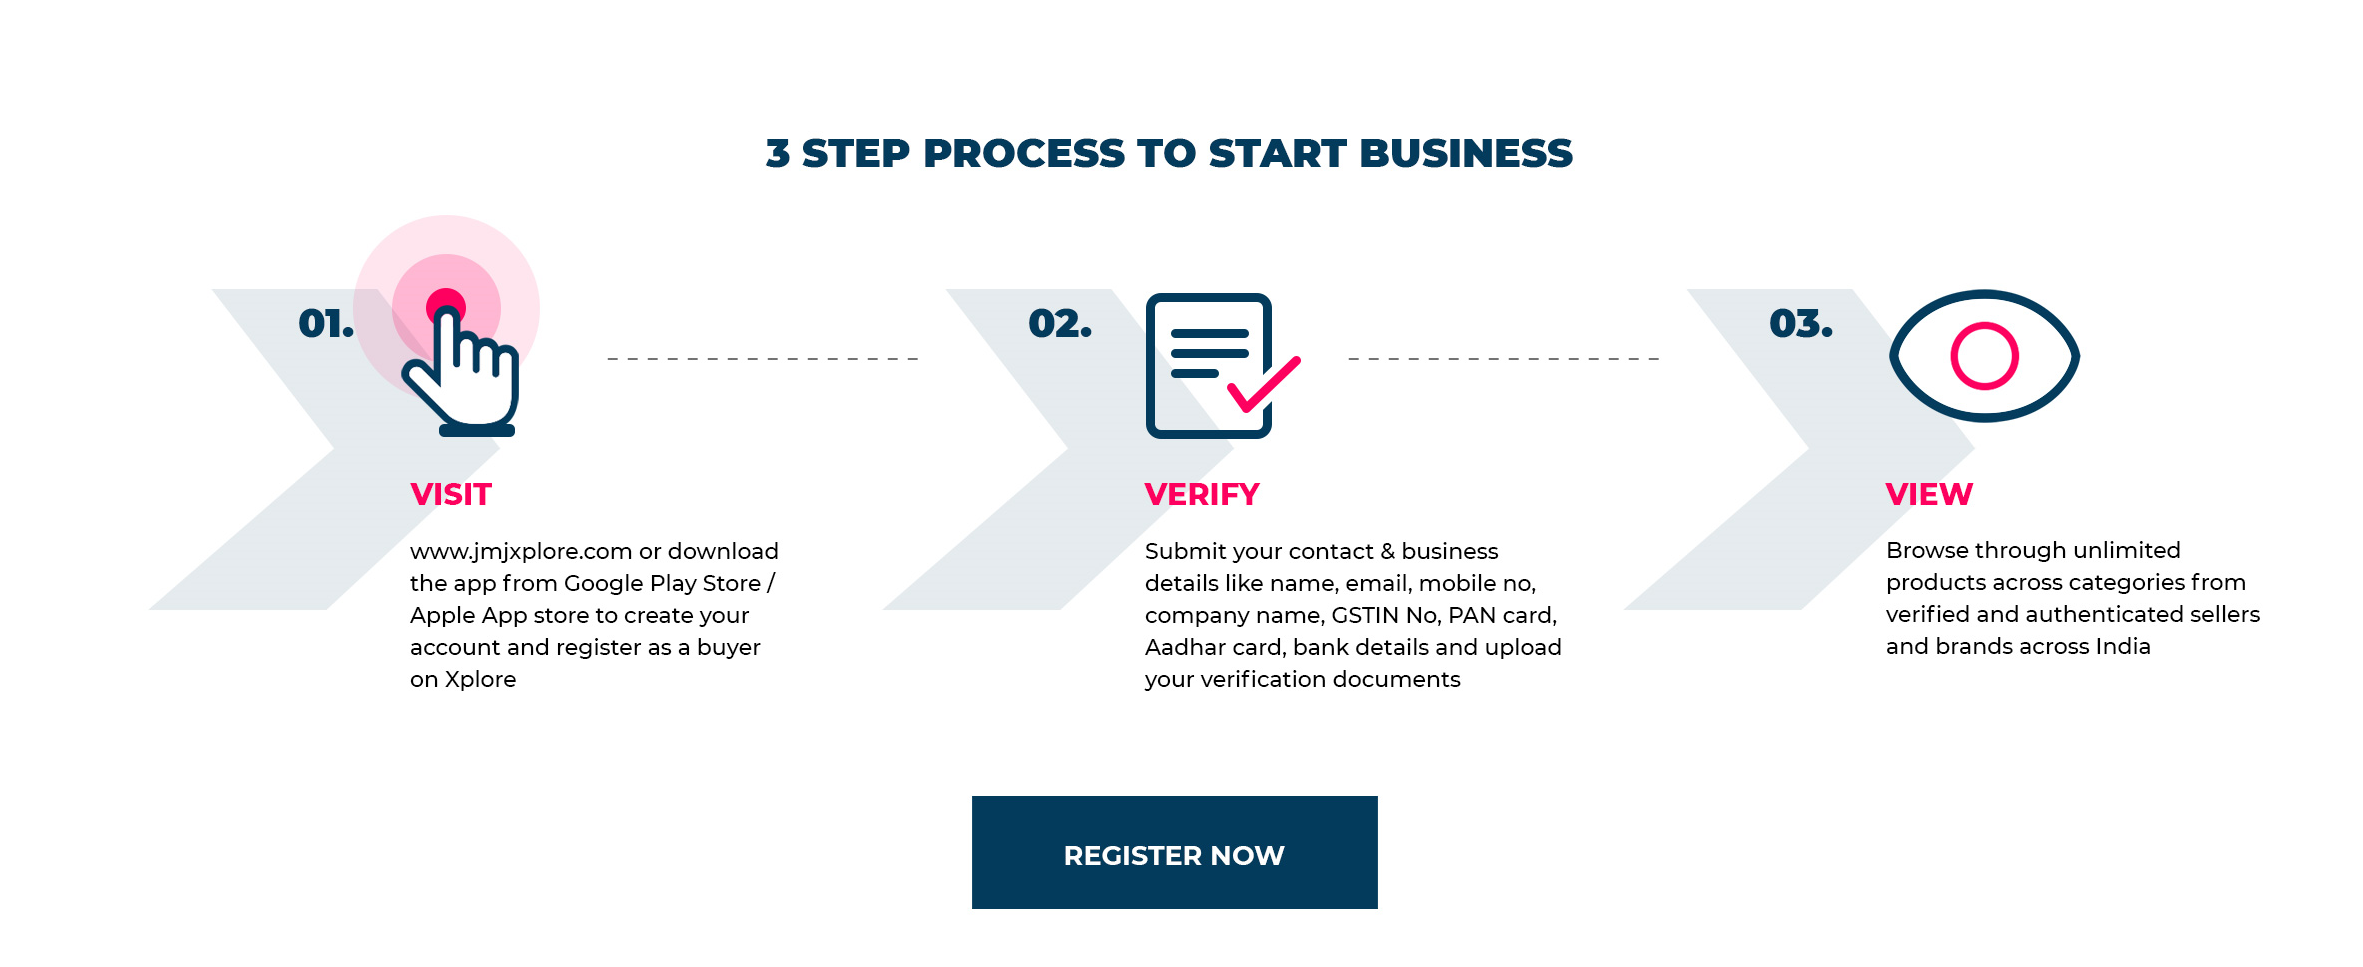 3 STEP PROCESS TO START BUSINESS
01.
VISIT
www.jmjxplore.com or download
the app from Google Play Store /
Apple App store to create your
account and register as a buyer
on Xplore
02.
VERIFY
Submit your contact & business
details like name, email, mobile no,
company name, GSTIN No, PAN card,
Aadhar card, bank details and upload
your verification documents
03.
VIEW
Browse through unlimited
products across categories from
verified and authenticated sellers
and brands across India
REGISTER NOW